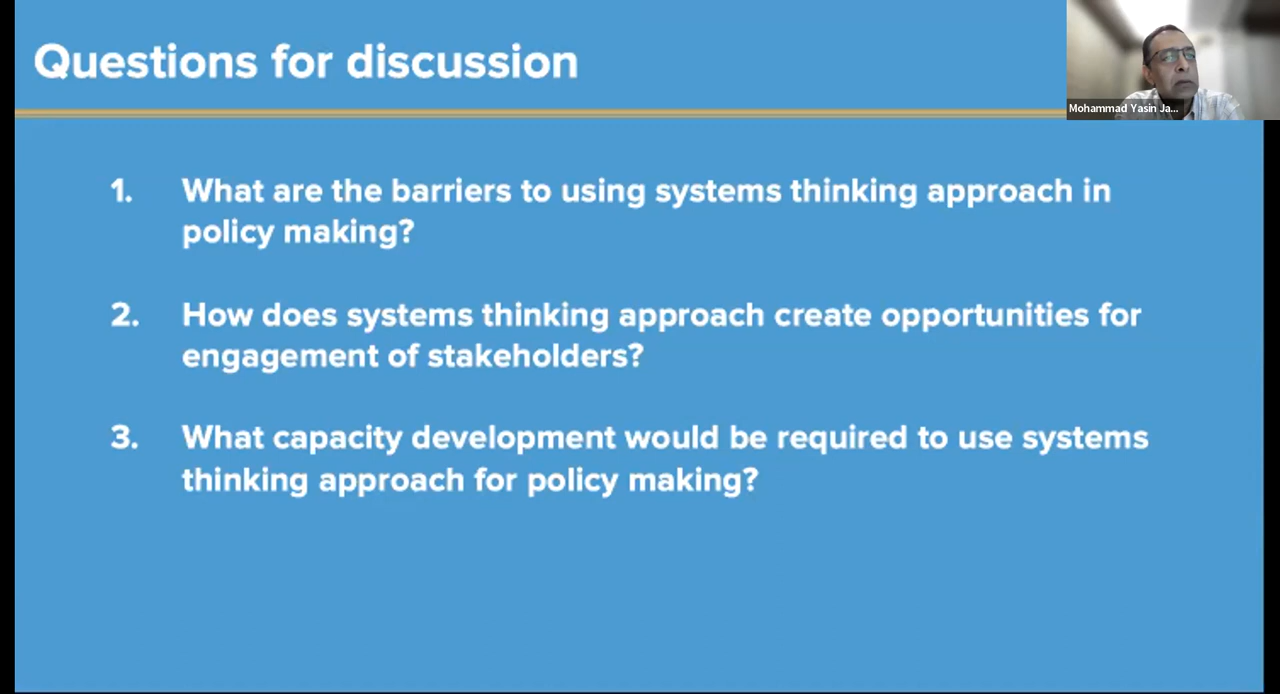 Questions for discussion
Mohammad Yasin Ja...
1. What are the barriers to using systems thinking approach in
policy making?
2. How does systems thinking approach create opportunities for
engagement of stakeholders?
3. What capacity development would be required to use systems
thinking approach for policy making?